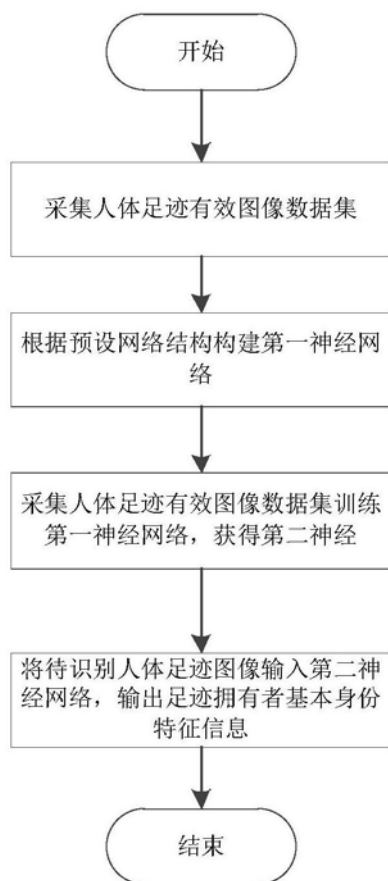 开始
采集人体足迹有效图像数据集
根据预设网络结构构建第一神经网
络
采集人体足迹有效图像数据集训练
第一神经网络，获得第二神经
将待识别人体足迹图像输入第二神
经网络，输出足迹拥有者基本身份
特征信息
结束